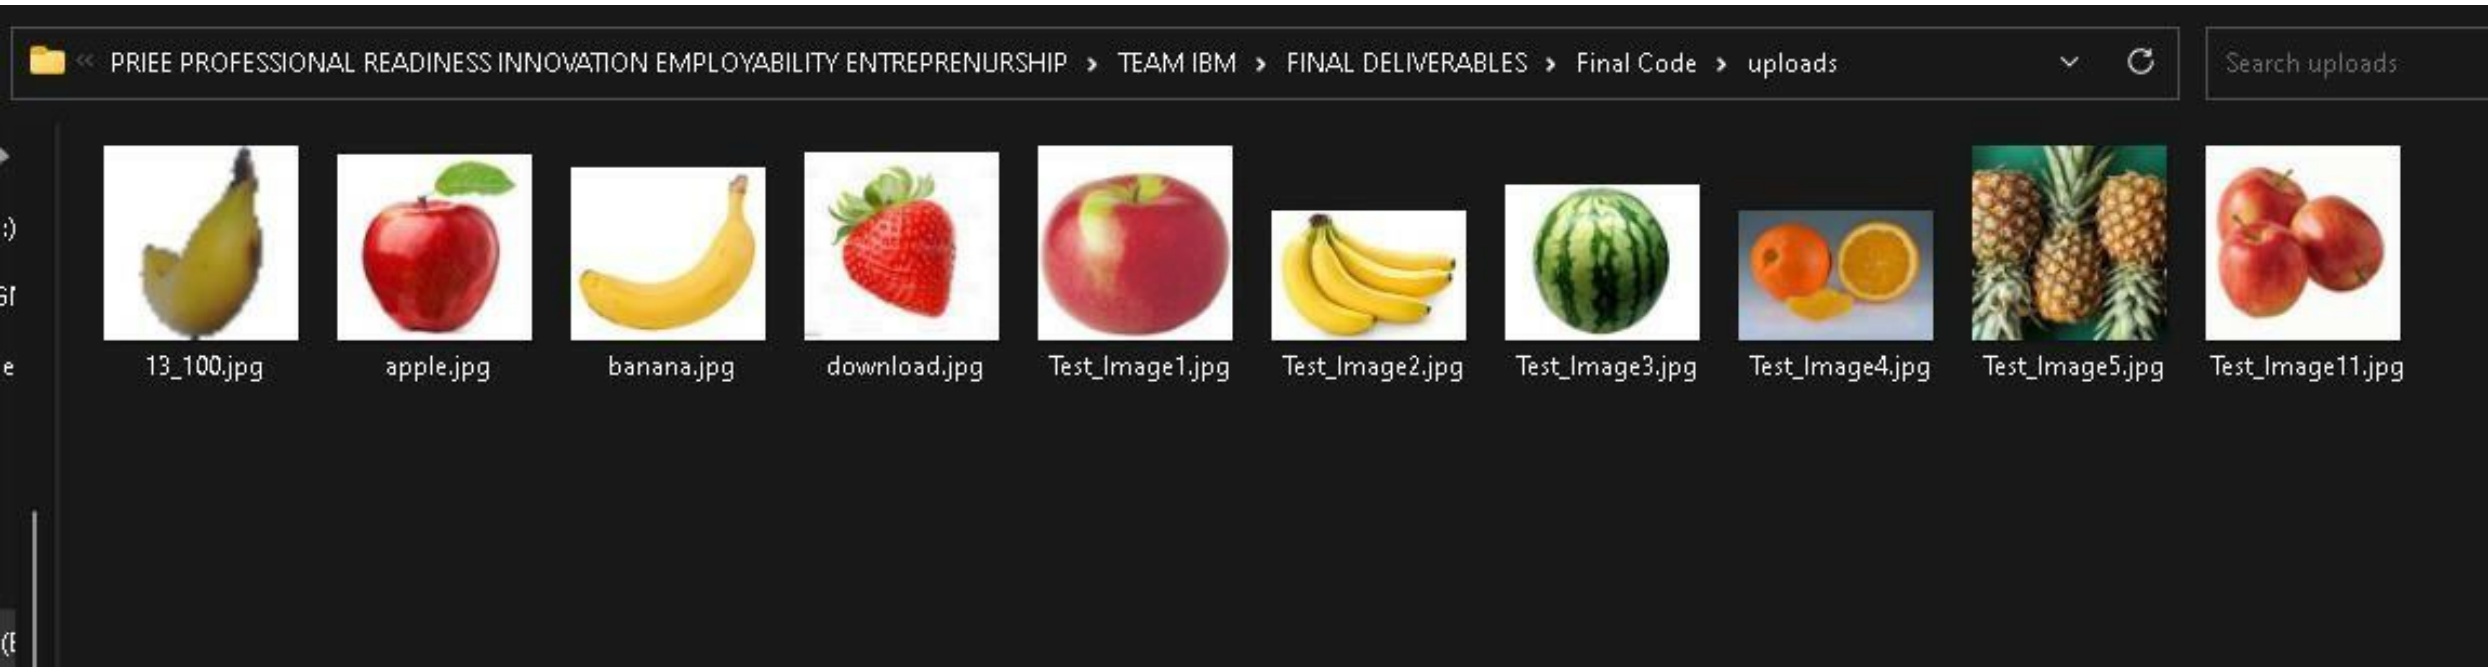 PRIEE PROFESSIONAL READINESS INNOVATION EMPLOYABILITY ENTREPRENURSHIP > TEAM IBM > FINAL DELIVERABLES > Final Code > uploads
Search uploads
13_100.jpg
apple.jpg
banana.jpg
download.jpg
Test_Image1.jpg
Test_Image2.jpg
Test_Image3.jpg
Test_Image4.jpg
Test_Image5.jpg
Test_Image11.jpg
:)
e